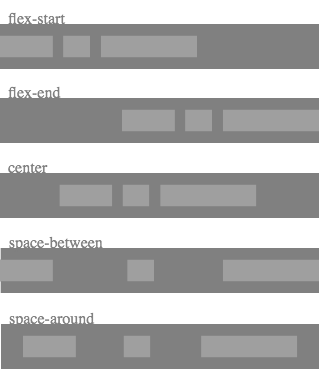 flex-start
flex-end
center
space-between
space-around